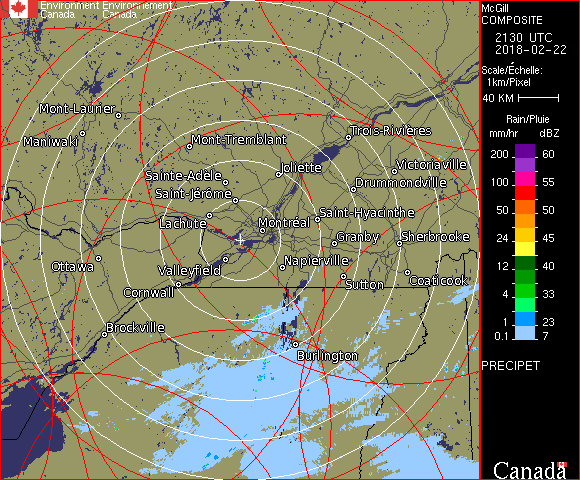 Environment Environnement
Canada Canada
McGill
COMPOSITE
2130 UTC
2018-02-22
Scale/Échelle:
1km/Pixel
40 KM
Rain/Pluie
mm/hr dBZ
200 60
100 55
50 50
24 45
12 40
4 33
1 23
0.1 7
PRECIPET
Mont-Laurier
Maniwaki
Mont-Tremblant
Trois-Rivières
Sainte-Adèle
Joliette
Victoriaville
Saint-Jérôme
Drummondville
Lachute
Montréal
Saint-Hyacinthe
Granby
Sherbrooke
Ottawa
Valleyfield
Napierville
Cornwall
Sutton
Coaticook
Brockville
Burlington
Canada